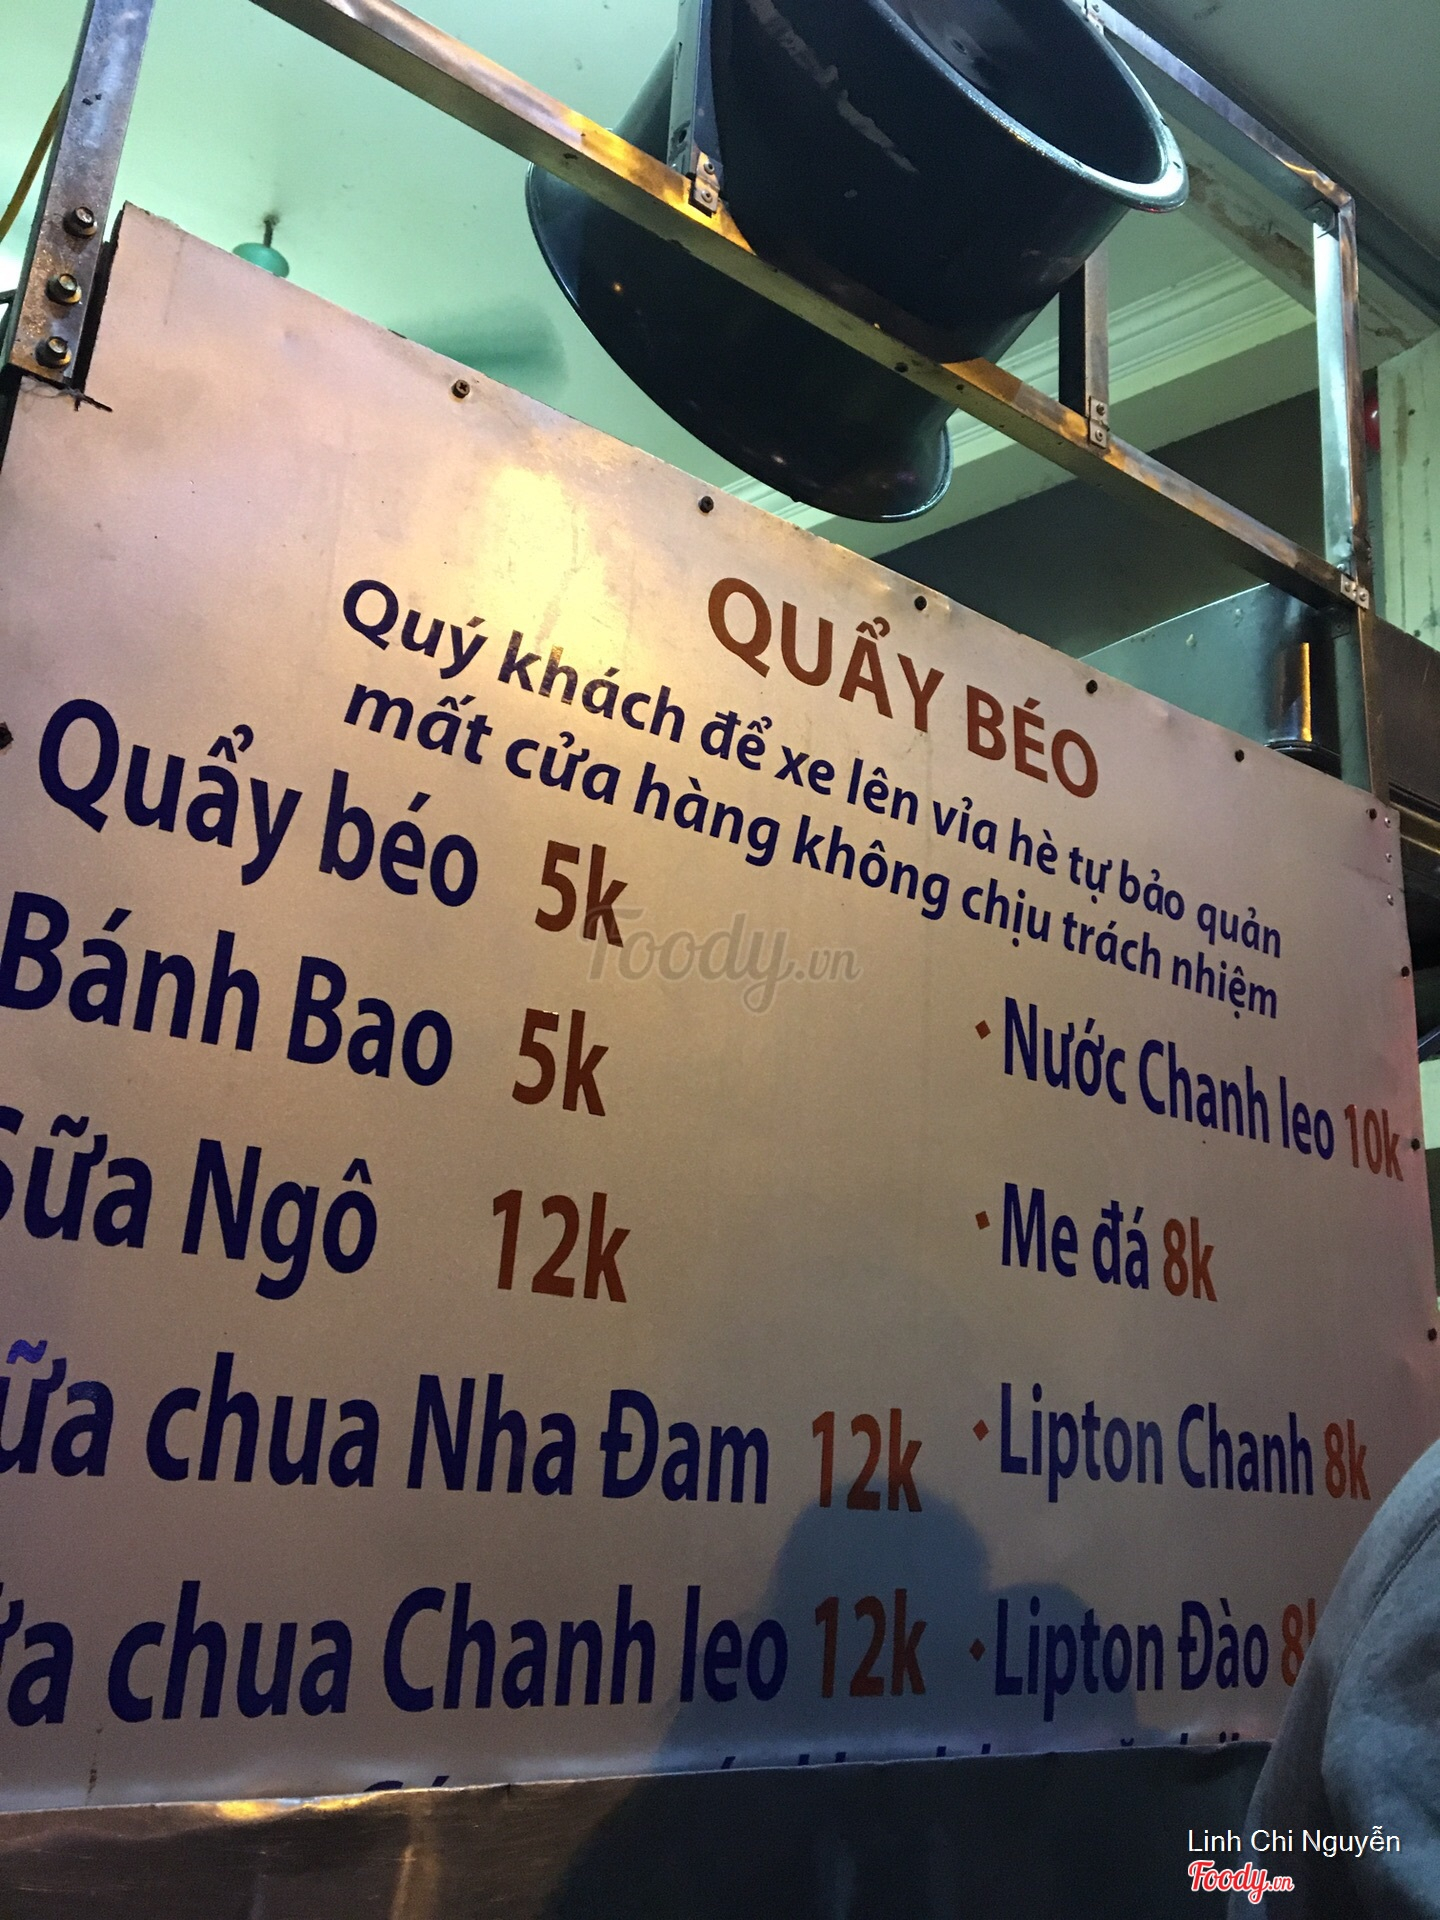 QUẨY BÉO
Quý khách để xe lên vỉa hè tự bảo quản
mất cửa hàng không chịu trách nhiệm
Quẩy béo 5k
Bánh Bao 5k
Sữa Ngô 12k
ữa chua Nha Đam 12k
ữa chua Chanh leo 12k
Nước Chanh leo 10k
Me đá 8k
Lipton Chanh 8k
Lipton Đào 8k
Foody.vn
Linh Chi Nguyễn
Foody.vn